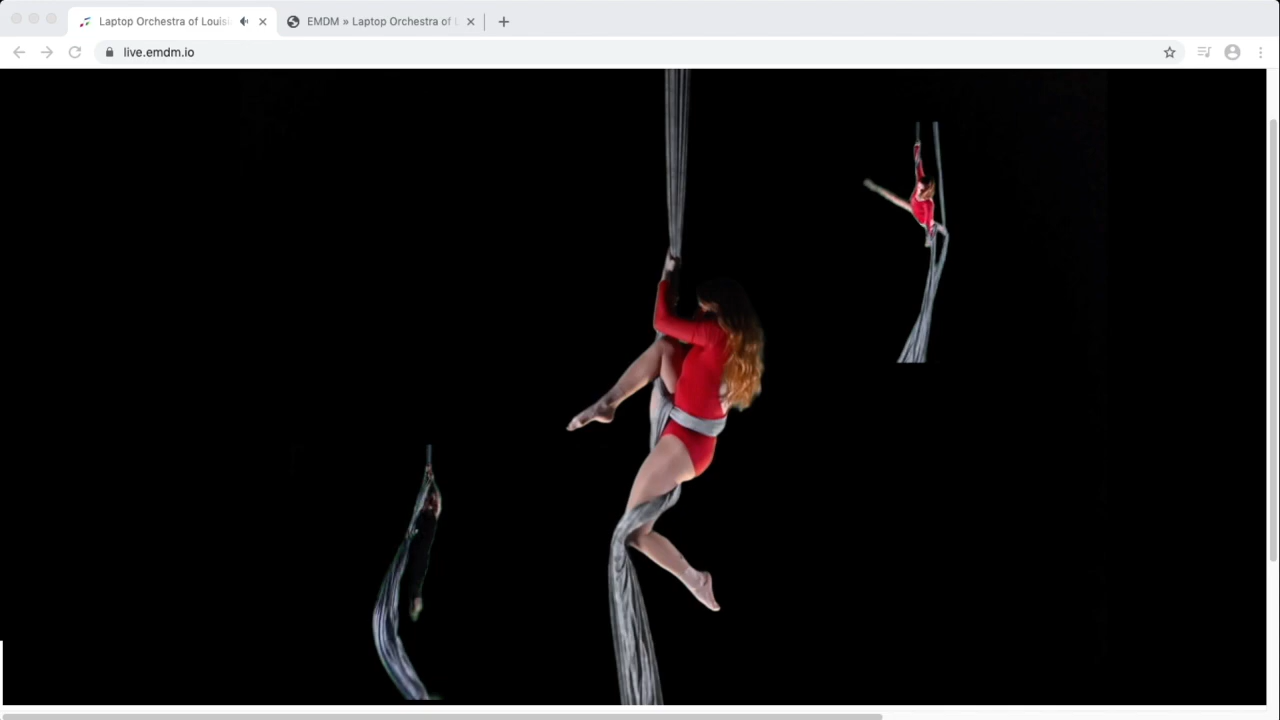 Laptop Orchestra of Louisi
EMDM » Laptop Orchestra of L
live.emdm.io